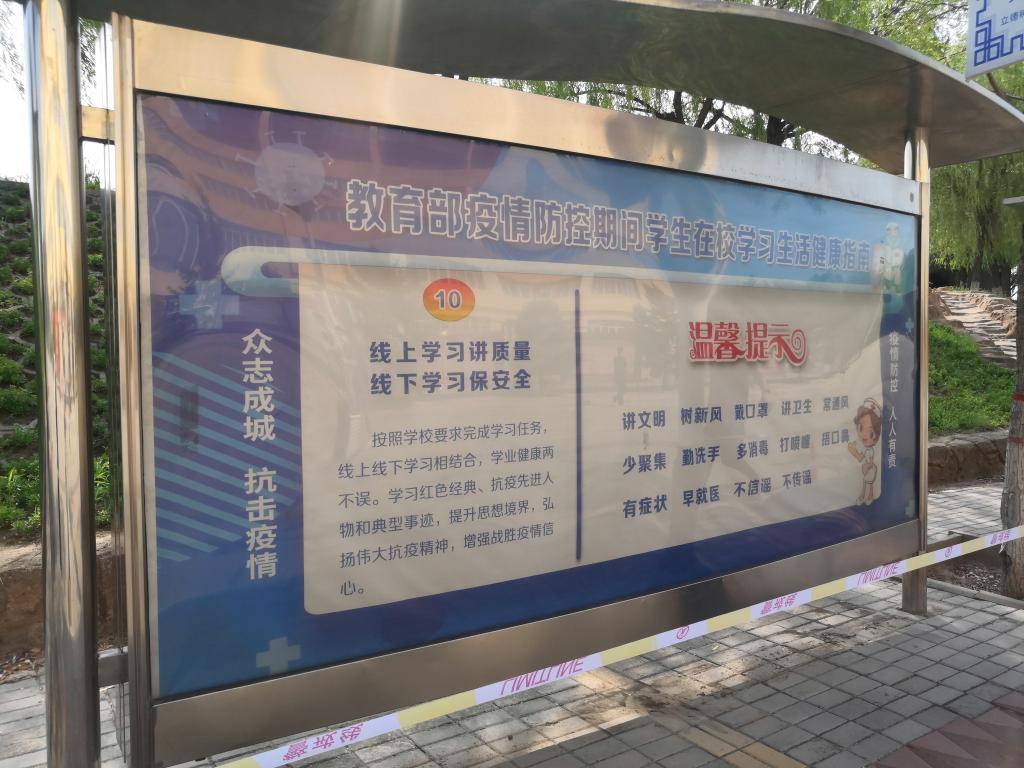 教育部疫情防控期间学生在校学习生活健康指南
众志成城 抗击疫情
10
线上学习讲质量
线下学习保安全
按照学校要求完成学习任务，
线上线下学习相结合，学业健康两
不误。学习红色经典、抗疫先进人
物和典型事迹，提升思想境界，弘
扬伟大抗疫精神，增强战胜疫情信
心。
温馨提示
讲文明 树新风 戴口罩 讲卫生 常通风
少聚集 勤洗手 多消毒 打喷嚏 捂口鼻
有症状 早就医 不信谣 不传谣
疫情防控 人人有责
立德